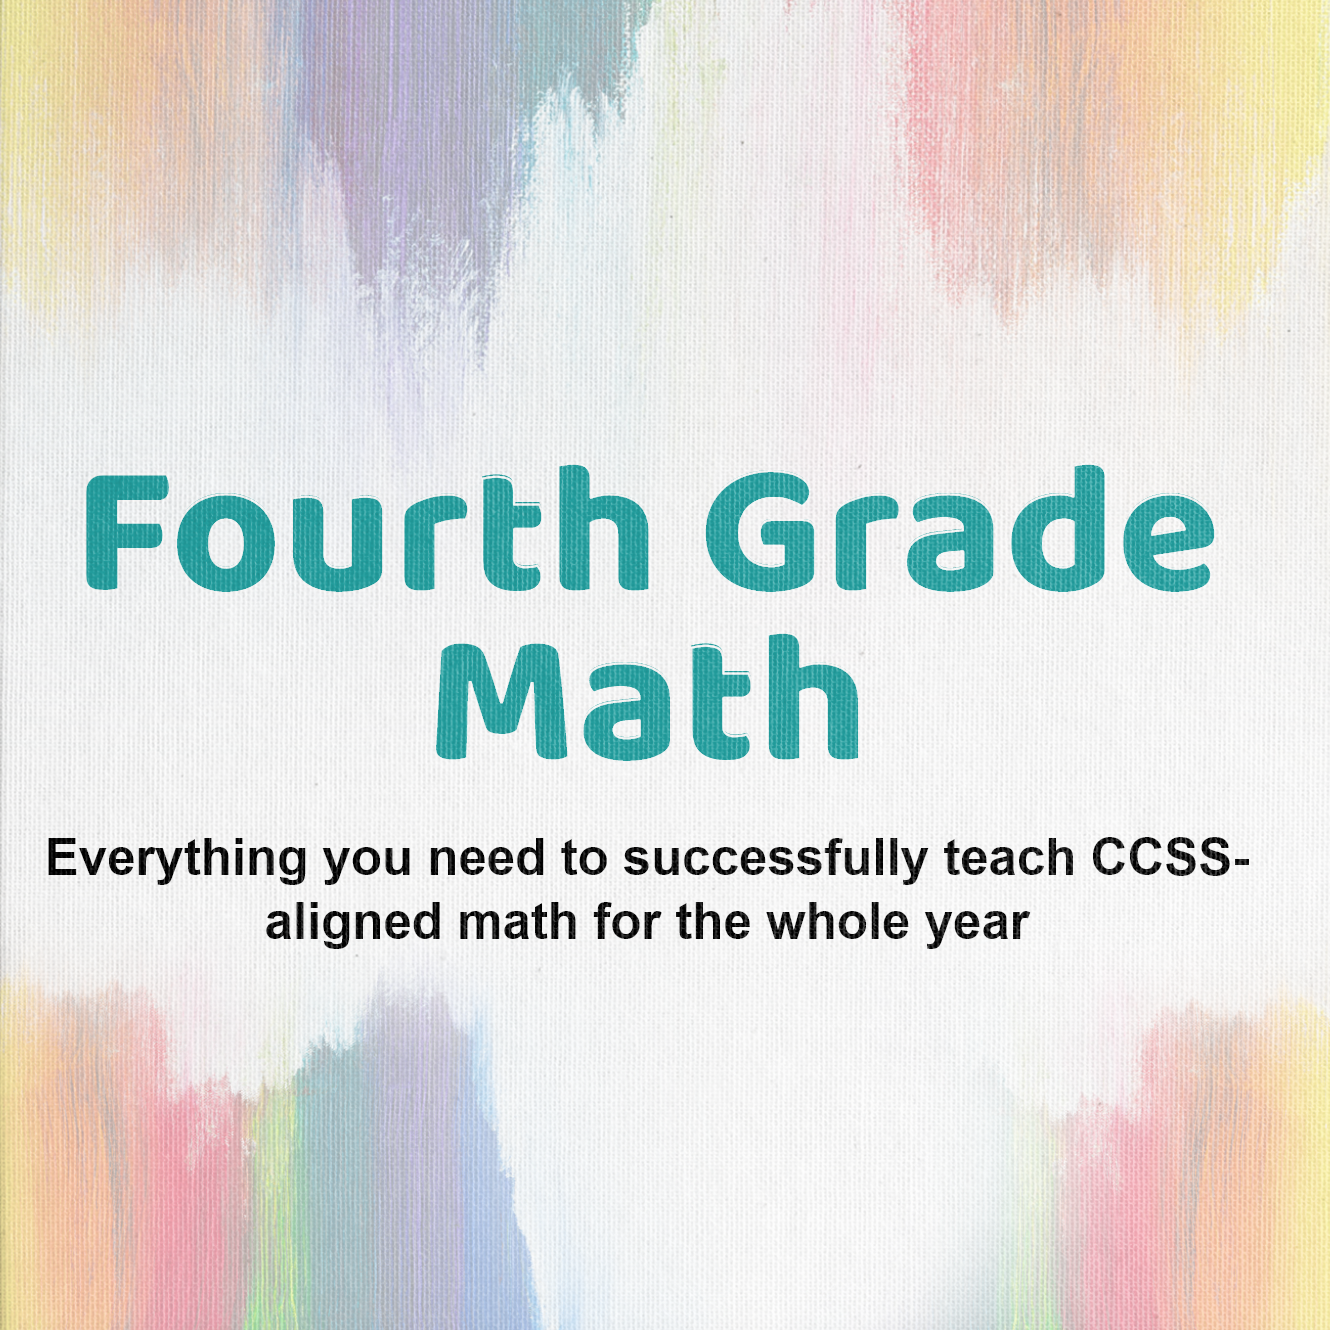 Fourth Grade
Math
Everything you need to successfully teach CCSS-
aligned math for the whole year